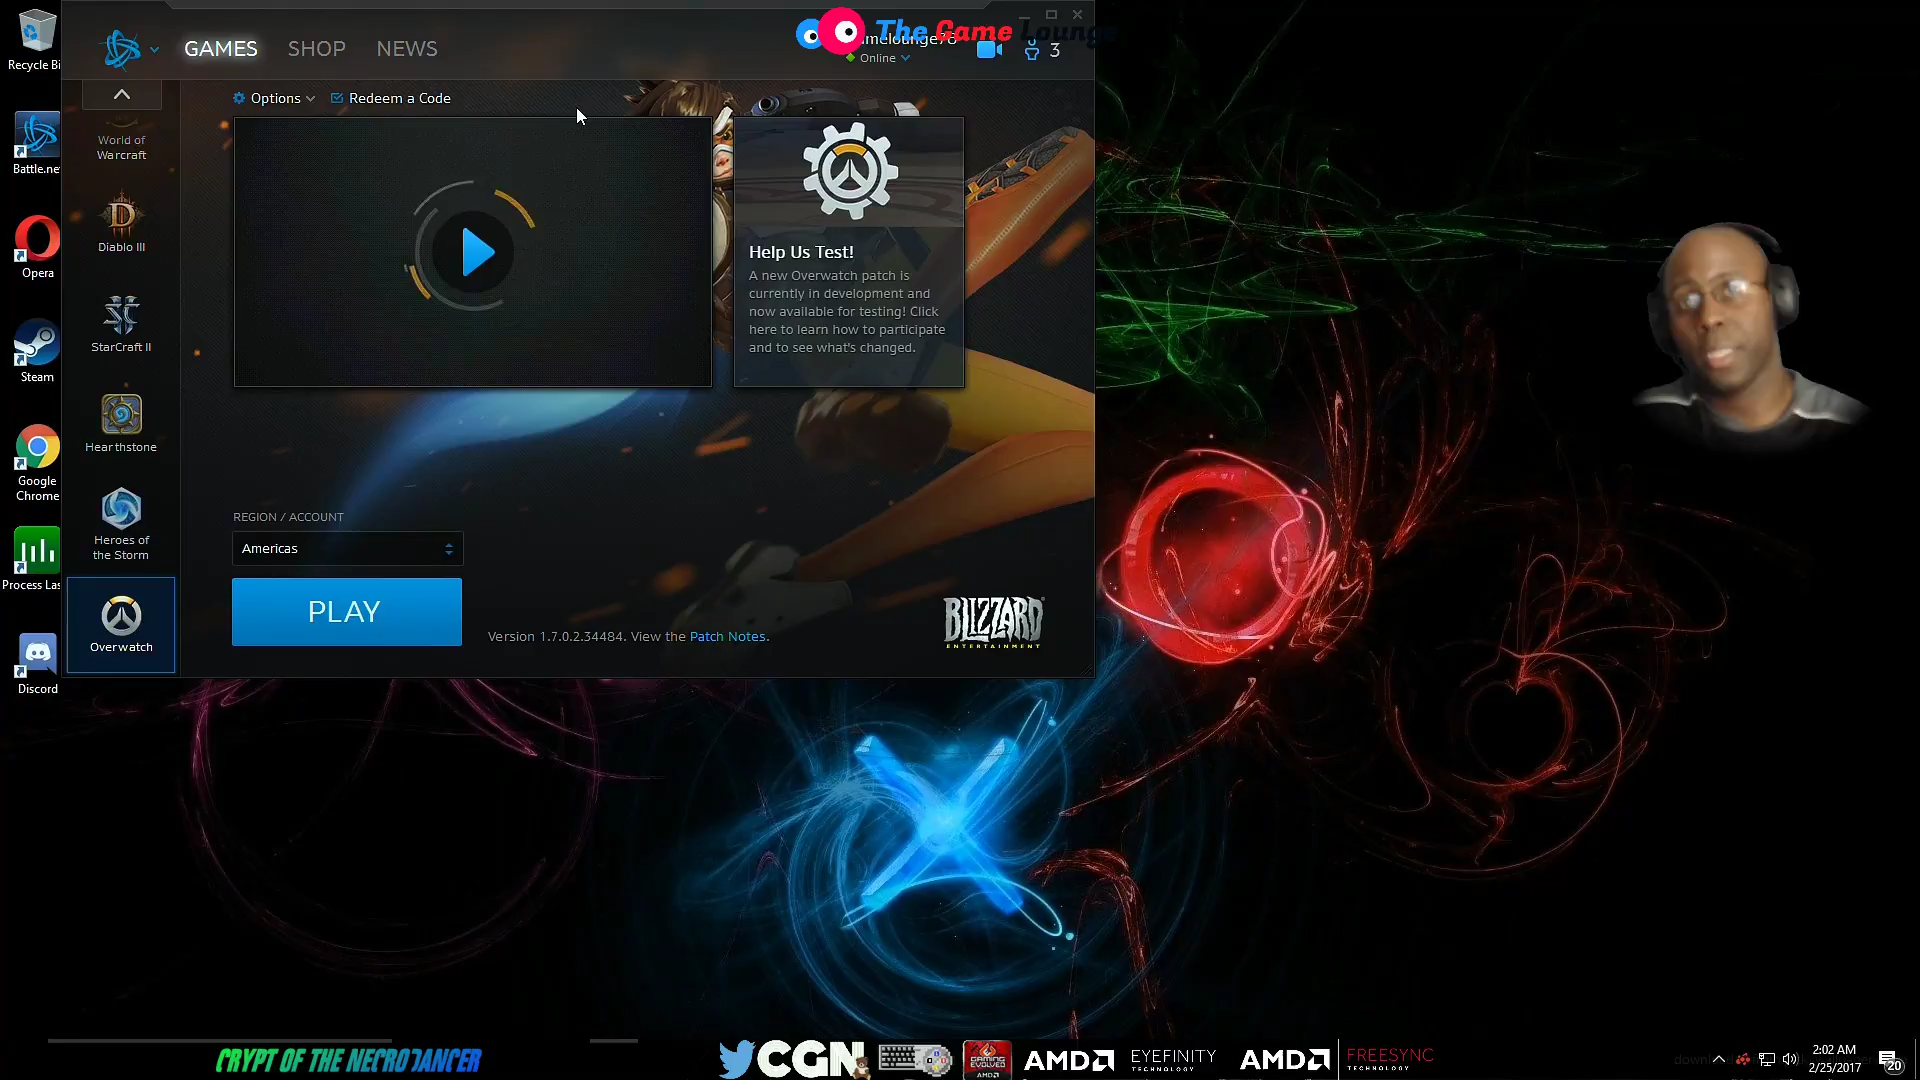 Recycle Bi
Battle.ne
Opera
Steam
Google
Chrome
Process Las
Discord
GAMES
SHOP
NEWS
The Game Lounge
melounge78
Online
3
Options
Redeem a Code
World of
Warcraft
Diablo III
StarCraft II
Hearthstone
Heroes of
the Storm
Overwatch
Help Us Test!
A new Overwatch patch is
currently in development and
now available for testing! Click
here to learn how to participate
and to see what's changed.
REGION / ACCOUNT
Americas
PLAY
Version 1.7.0.2.34484. View the Patch Notes.
BLIZZARD
ENTERTAINMENT
CRYPT OF THE NECRODANCER
CGN
GAMING
EVOLVED
AMD
AMD
EYEFINITY
TECHNOLOGY
AMD
FREESYNC
TECHNOLOGY
2:02 AM
2/25/2017
20